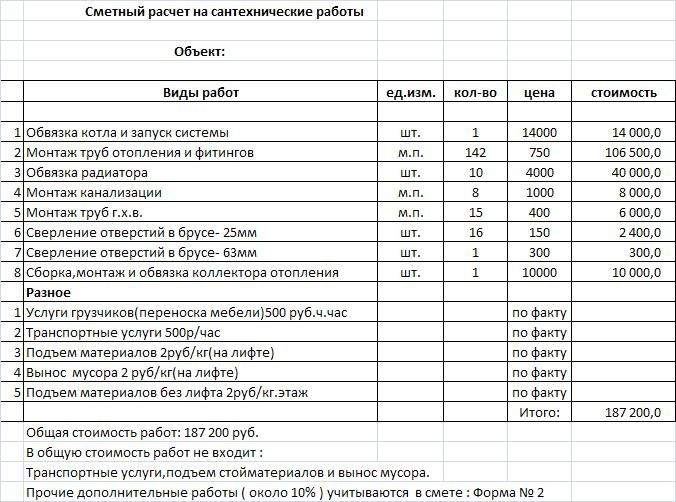 Сметный расчет на сантехнические работы
Объект:
Виды работ ед.изм. кол-во цена стоимость
1 Обвязка котла и запуск системы шт. 1 14000 14 000,0
2 Монтаж труб отопления и фитингов м.п. 142 750 106 500,0
3 Обвязка радиатора шт. 10 4000 40 000,0
4 Монтаж канализации м.п. 8 1000 8 000,0
5 Монтаж труб г.х.в. м.п. 15 400 6 000,0
6 Сверление отверстий в брусе- 25мм шт. 16 150 2 400,0
7 Сверление отверстий в брусе- 63мм шт. 1 300 300,0
8 Сборка,монтаж и обвязка коллектора отопления шт. 1 10000 10 000,0
Разное
1 Услуги грузчиков(переноска мебели)500 руб.ч.час по факту
2 Транспортные услуги 500р/час по факту
3 Подъем материалов 2руб/кг(на лифте) по факту
4 Вынос мусора 2 руб/кг(на лифте) по факту
5 Подъем материалов без лифта 2руб/кг.этаж по факту
Итого: 187 200,0
Общая стоимость работ: 187 200 руб.
В общую стоимость работ не входит :
Транспортные услуги,подъем стойматериалов и вынос мусора.
Прочие дополнительные работы ( около 10% ) учитываются в смете : Форма № 2